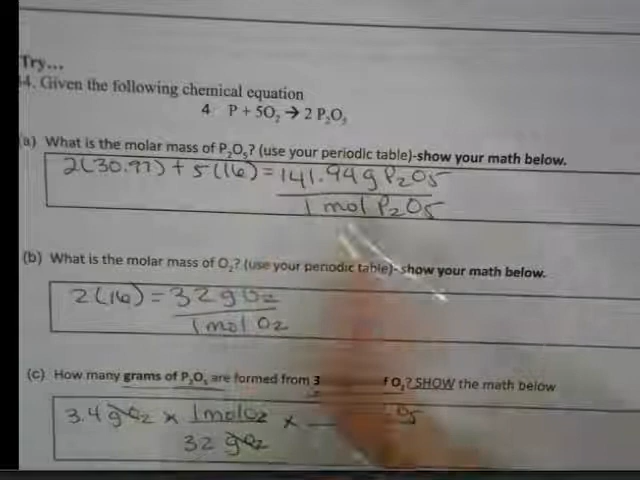 Try...
4. Given the following chemical equation
4 P + 5O₂ → 2 P₂O₅
a) What is the molar mass of P₂O₅? (use your periodic table)-show your math below.
2(30.97) + 5(16) = 141.94 g P₂O₅
1 mol P₂O₅
(b) What is the molar mass of O₂? (use your periodic table)- show your math below.
2(16) = 32 g O₂
1 mol O₂
(c) How many grams of P₂O₅ are formed from 3 f O₂? SHOW the math below
3.4 g O₂ x 1 mol O₂ x
32 g O₂